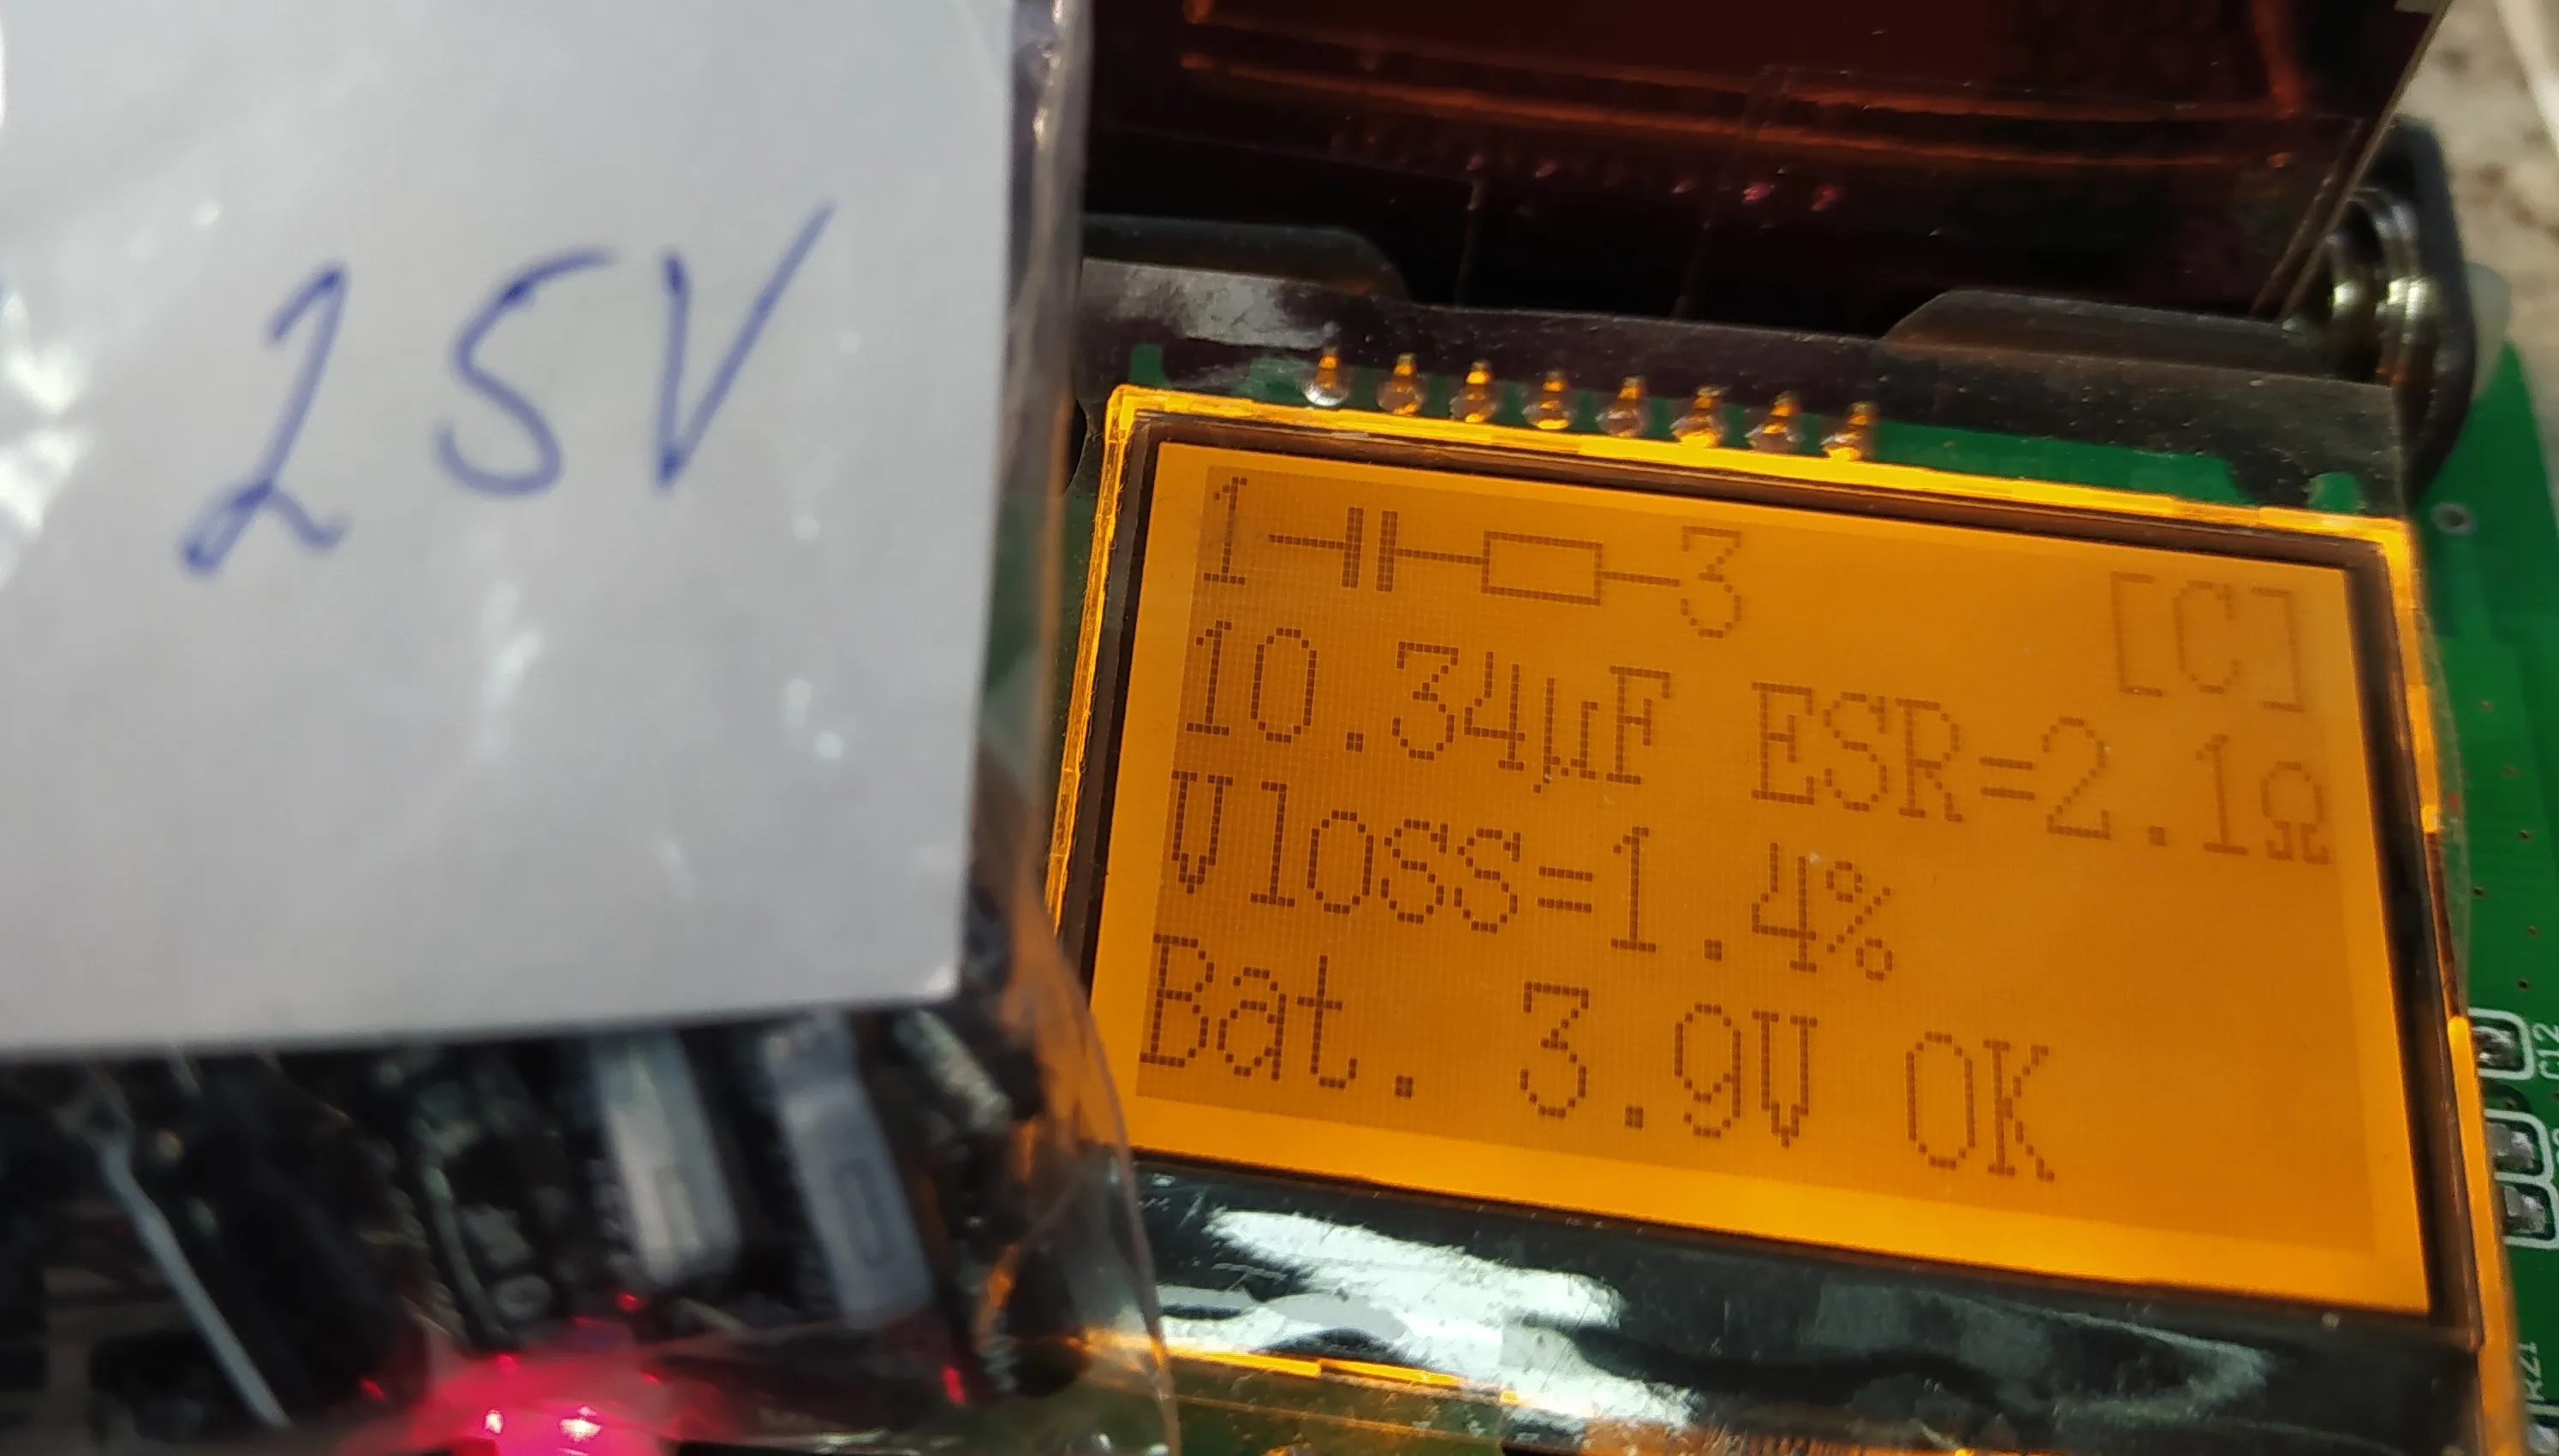 25V
1 3 [C]
10.34µF ESR=2.1Ω
Vloss=1.4%
Bat. 3.9V OK